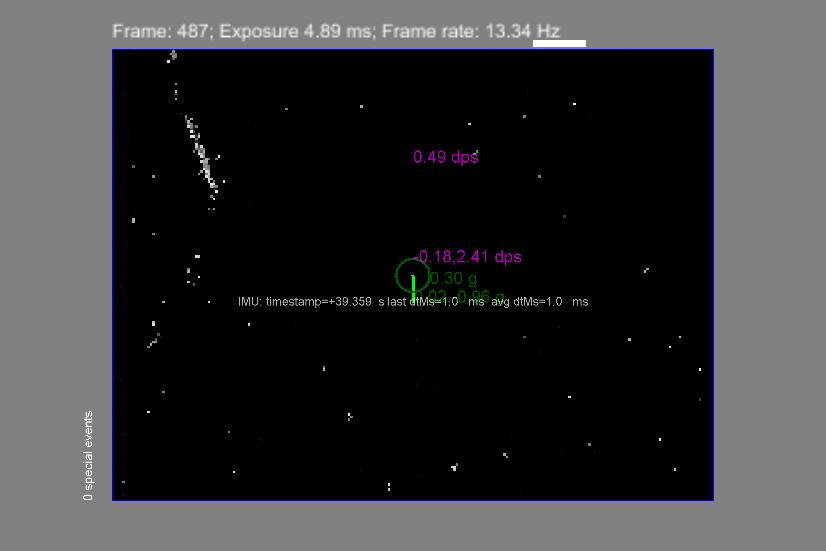 Frame: 487; Exposure 4.89 ms; Frame rate: 13.34 Hz
0.49 dps
-0.18,2.41 dps
0.30 g
0.96 g
IMU: timestamp=+39.359 s last dtMs=1.0 ms avg dtMs=1.0 ms
0 special events